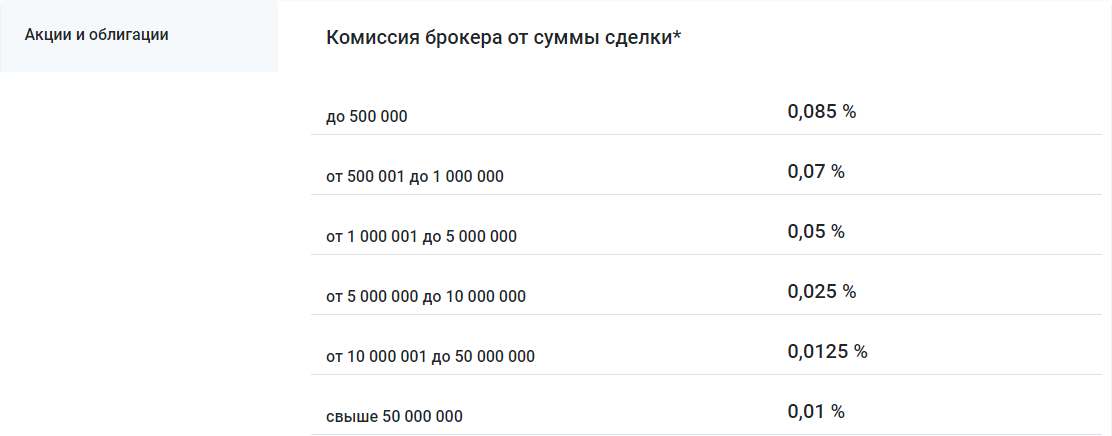 Акции и облигации
Комиссия брокера от суммы сделки*
до 500 000 0,085 %
от 500 001 до 1 000 000 0,07 %
от 1 000 001 до 5 000 000 0,05 %
от 5 000 000 до 10 000 000 0,025 %
от 10 000 001 до 50 000 000 0,0125 %
свыше 50 000 000 0,01 %